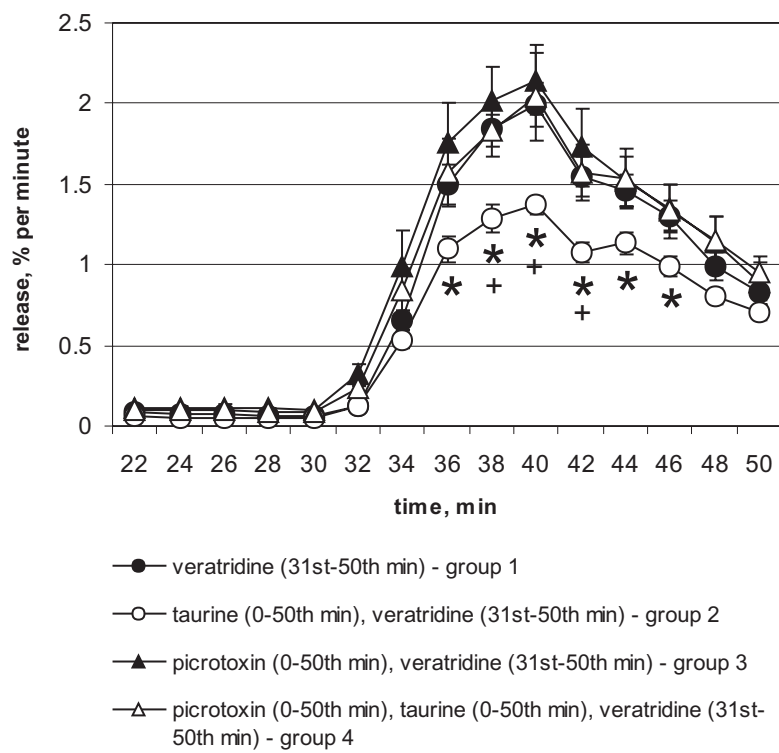 2.5
2
1.5
1
0.5
0
release, % per minute
* * * * * *
+ + +
22 24 26 28 30 32 34 36 38 40 42 44 46 48 50
time, min
veratridine (31st-50th min) - group 1
taurine (0-50th min), veratridine (31st-50th min) - group 2
picrotoxin (0-50th min), veratridine (31st-50th min) - group 3
picrotoxin (0-50th min), taurine (0-50th min), veratridine (31st-
50th min) - group 4